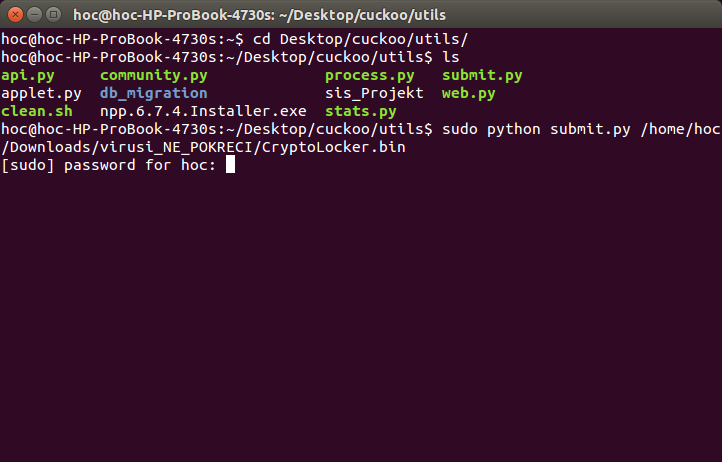 hoc@hoc-HP-ProBook-4730s: ~/Desktop/cuckoo/utils
hoc@hoc-HP-ProBook-4730s:~$ cd Desktop/cuckoo/utils/
hoc@hoc-HP-ProBook-4730s:~/Desktop/cuckoo/utils$ ls
api.py     community.py             process.py  submit.py
applet.py  db_migration             sis_Projekt  web.py
clean.sh   npp.6.7.4.Installer.exe  stats.py
hoc@hoc-HP-ProBook-4730s:~/Desktop/cuckoo/utils$ sudo python submit.py /home/hoc
/Downloads/virusi_NE_POKRECI/CryptoLocker.bin
[sudo] password for hoc: